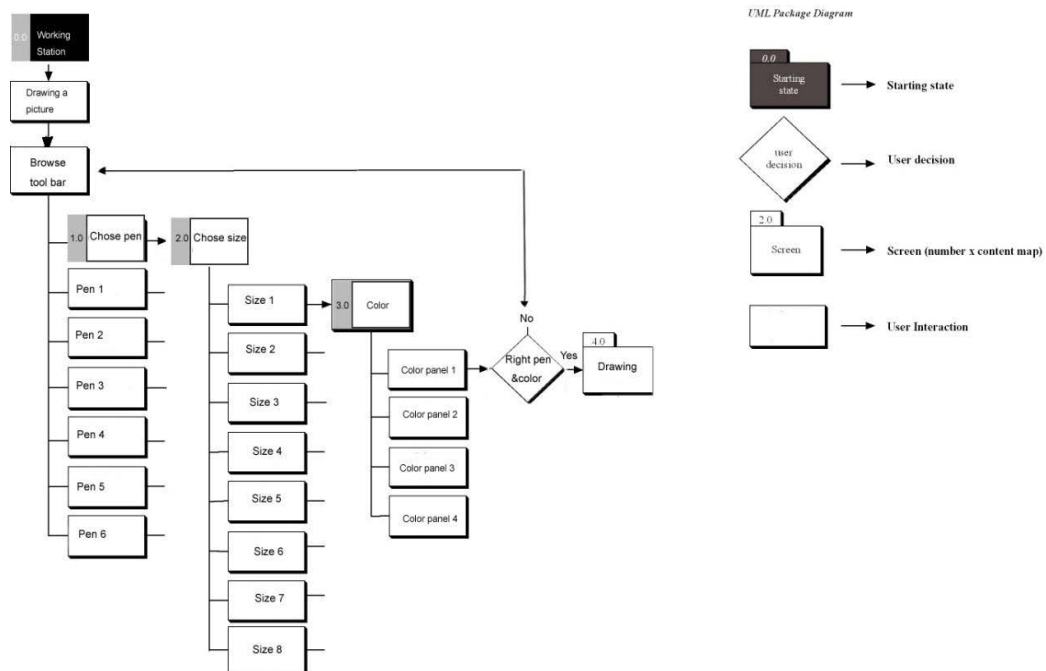 UML Package Diagram
0.0
Working
Station
Drawing a
picture
Browse
tool bar
1.0
Chose pen
2.0
Chose size
Pen 1
Pen 2
Pen 3
Pen 4
Pen 5
Pen 6
Size 1
Size 2
Size 3
Size 4
Size 5
Size 6
Size 7
Size 8
3.0
Color
Color panel 1
Color panel 2
Color panel 3
Color panel 4
No
Right pen
&color
Yes
4.0
Drawing
0.0
Starting
state
Starting state
user
decision
User decision
2.0
Screen
Screen (number x content map)
User Interaction